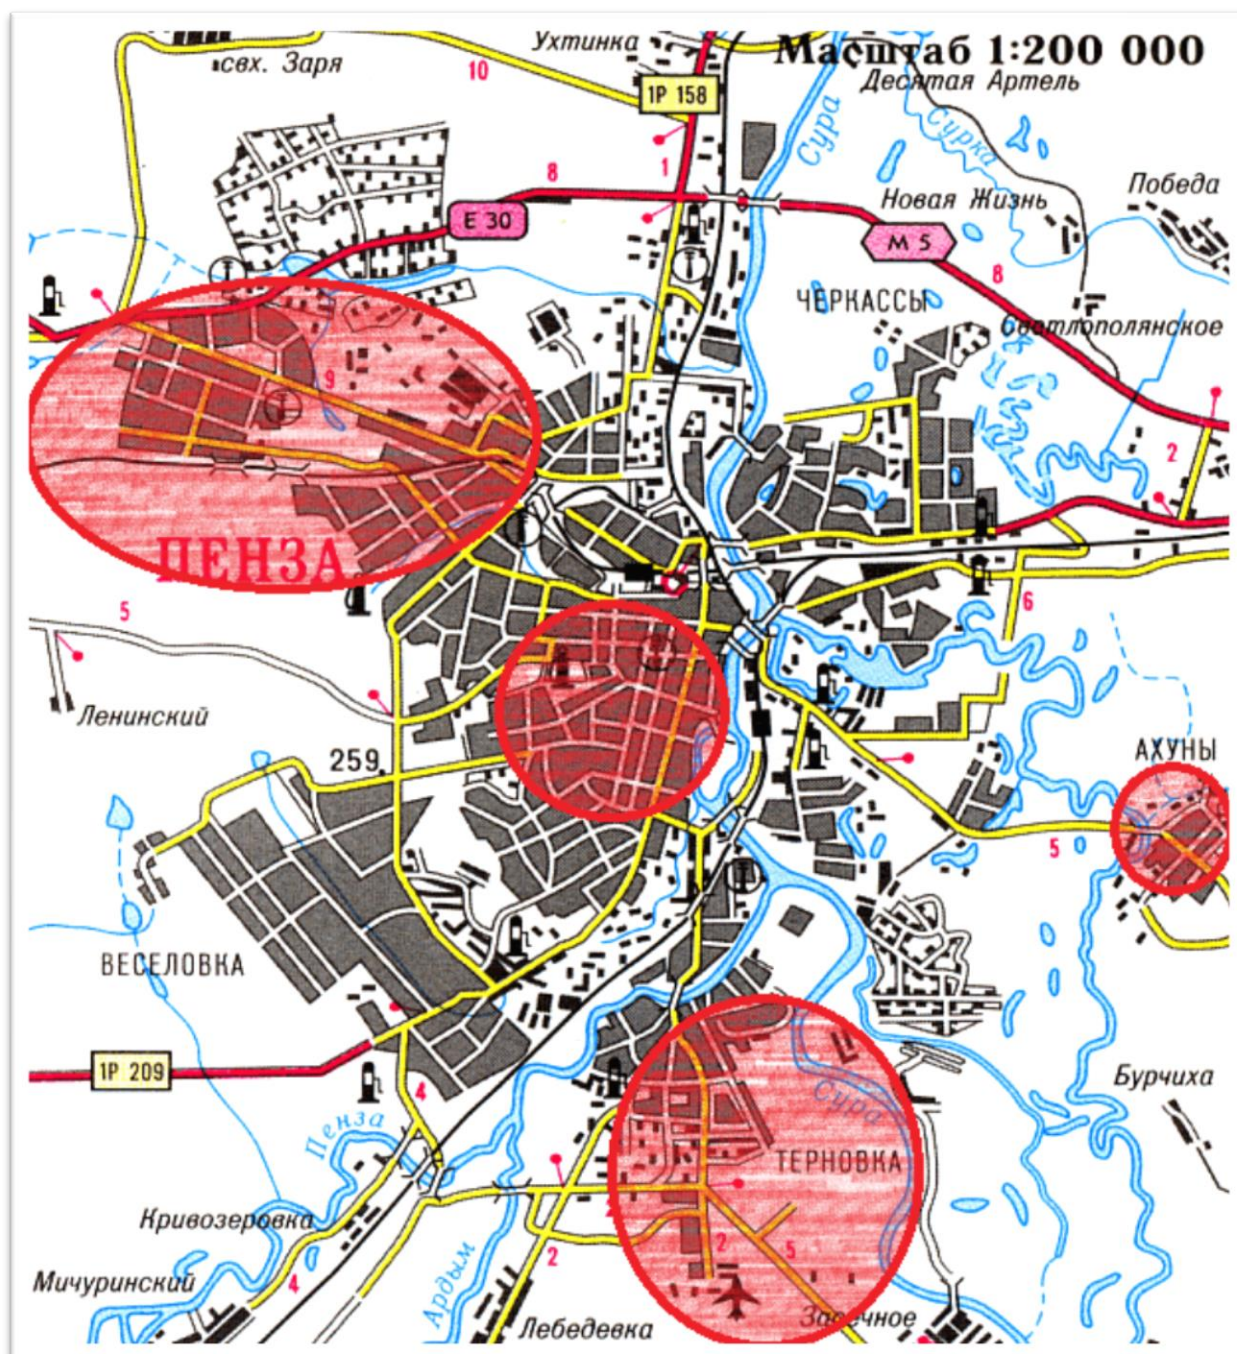 Ухтинка
Масштаб 1:200 000
свх. Заря
10
1Р 158
Десятая Артель
Сура
Сурка
8
1
Победа
Новая Жизнь
Е 30
М 5
8
ЧЕРКАССЫ
Светлополянское
9
2
ПЕНЗА
5
6
Ленинский
259
АХУНЫ
5
ВЕСЕЛОВКА
1Р 209
4
Бурчиха
Сура
Пенза
ТЕРНОВКА
Кривозеровка
2
2
5
Мичуринский
4
Ардым
Засечное
Лебедевка